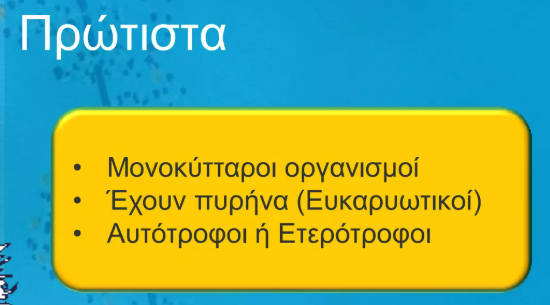 Πρώτιστα
• Μονοκύτταροι οργανισμοί
• Έχουν πυρήνα (Ευκαρυωτικοί)
• Αυτότροφοι ή Ετερότροφοι